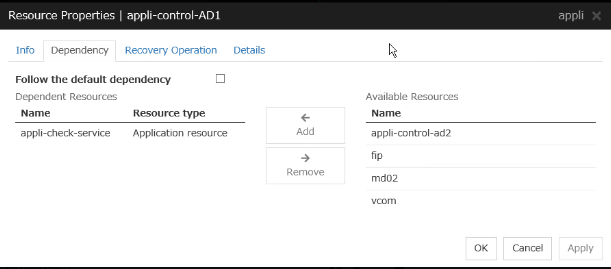 Resource Properties | appli-control-AD1 appli ×
Info Dependency Recovery Operation Details
Follow the default dependency
Dependent Resources
Name Resource type
appli-check-service Application resource
Add
Remove
Available Resources
Name
appli-control-ad2
fip
md02
vcom
OK Cancel Apply